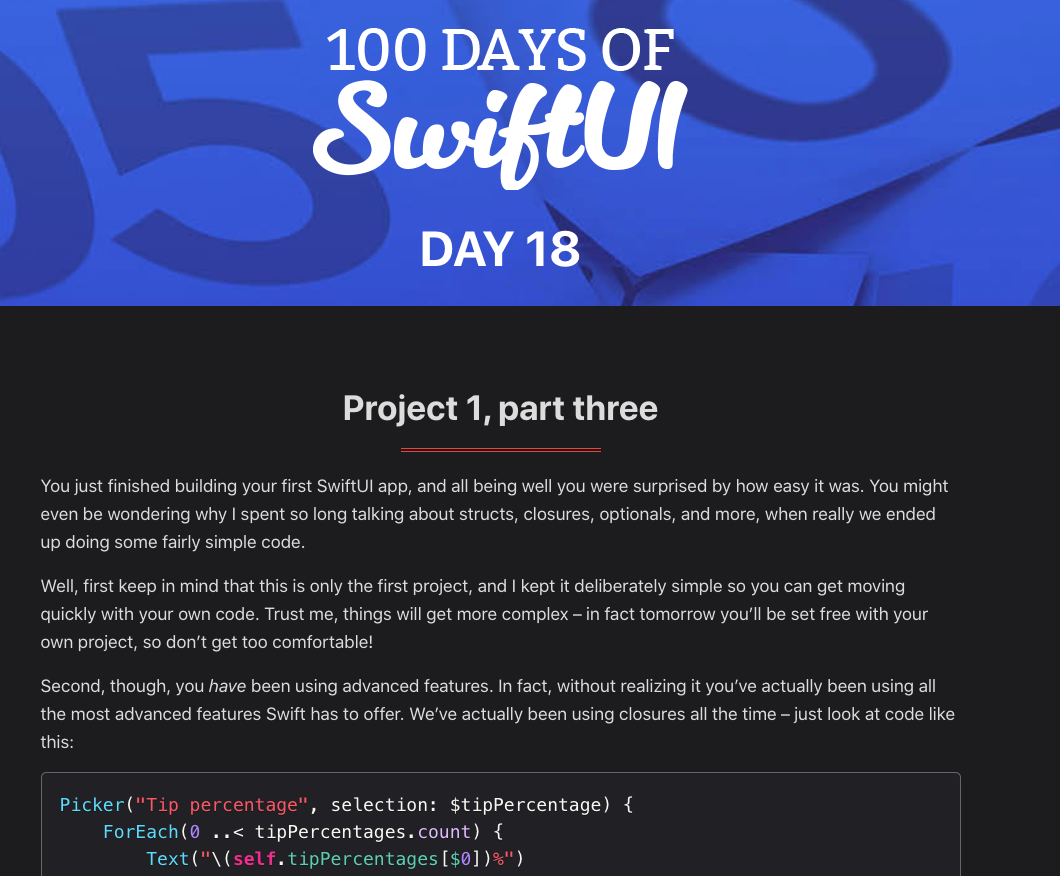 100 DAYS OF
SwiftUI
DAY 18
Project 1, part three
You just finished building your first SwiftUI app, and all being well you were surprised by how easy it was. You might
even be wondering why I spent so long talking about structs, closures, optionals, and more, when really we ended
up doing some fairly simple code.
Well, first keep in mind that this is only the first project, and I kept it deliberately simple so you can get moving
quickly with your own code. Trust me, things will get more complex – in fact tomorrow you’ll be set free with your
own project, so don’t get too comfortable!
Second, though, you have been using advanced features. In fact, without realizing it you’ve actually been using all
the most advanced features Swift has to offer. We’ve actually been using closures all the time – just look at code like
this:
Picker("Tip percentage", selection: $tipPercentage) {
    ForEach(0 ..< tipPercentages.count) {
        Text("\(self.tipPercentages[$0])%")